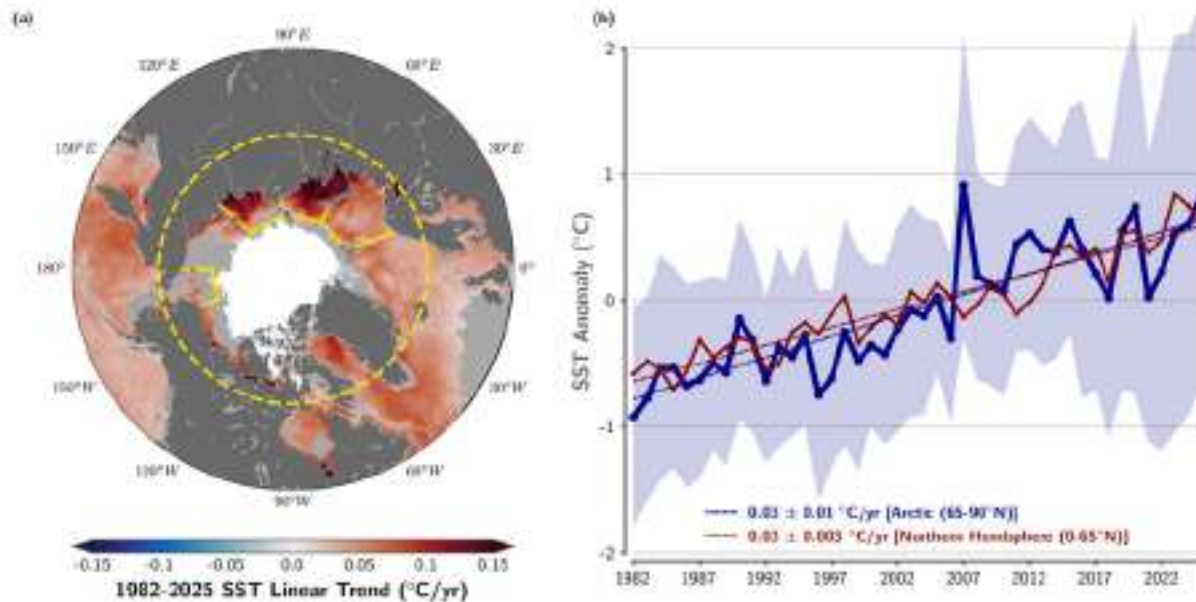 (a)
90°E
120°E
60°E
150°E
30°E
180°
0°
150°W
30°W
120°W
60°W
90°W
-0.15 -0.10 -0.05 0.00 0.05 0.10 0.15
1982-2025 SST Linear Trend (°C/yr)
(b)
SST Anomaly (°C)
2
1
0
-1
-2
0.03 ± 0.01 °C/yr [Arctic (65-90°N)]
0.03 ± 0.003 °C/yr [Northern Hemisphere (0-65°N)]
1982 1987 1992 1997 2002 2007 2012 2017 2022